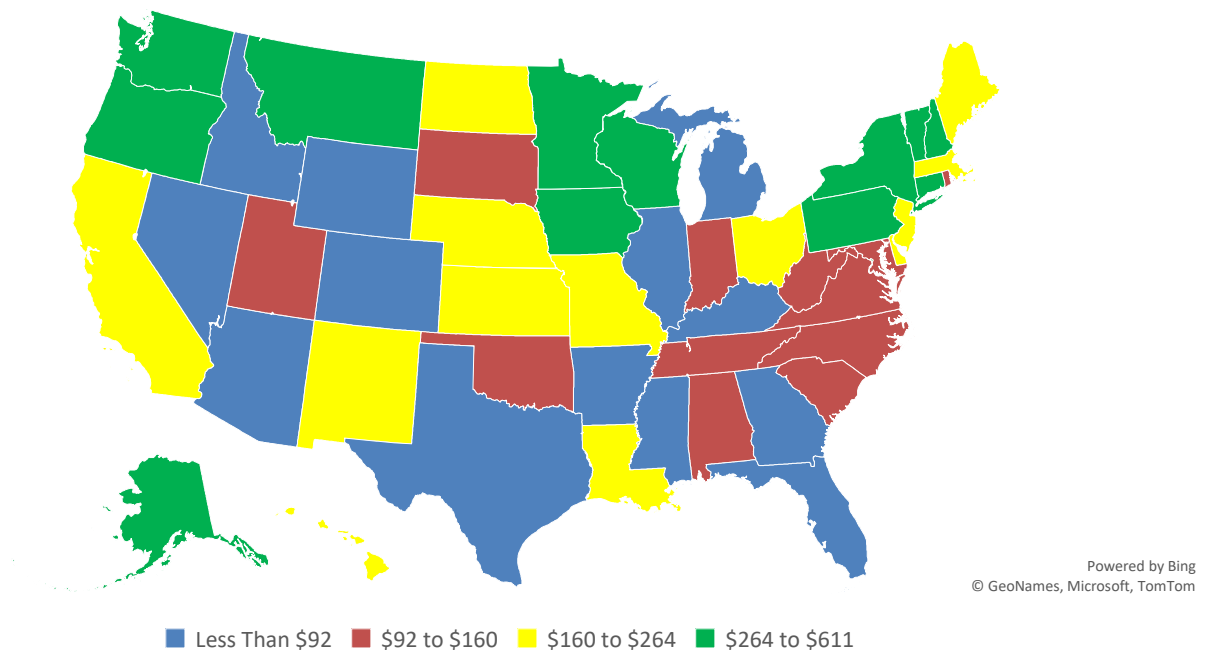 Powered by Bing
© GeoNames, Microsoft, TomTom
Less Than $92 $92 to $160 $160 to $264 $264 to $611